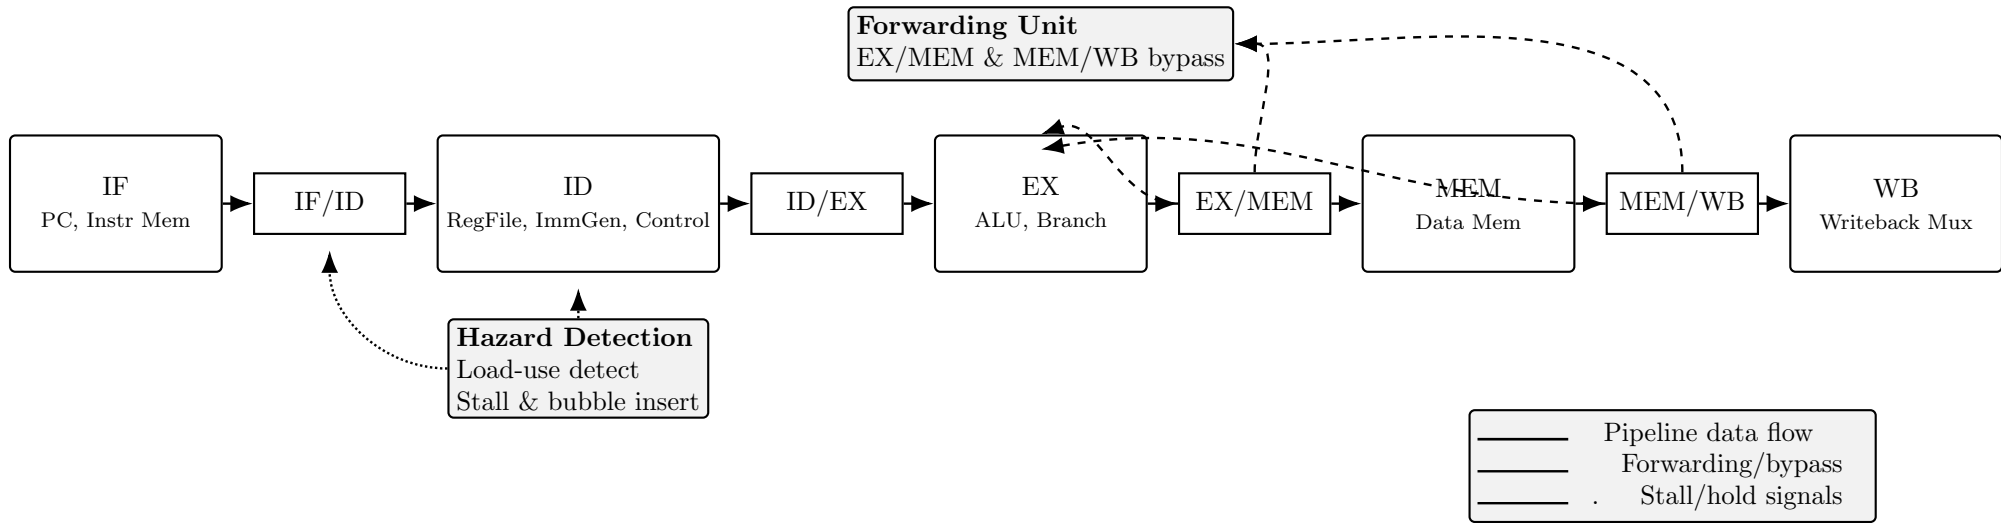 Forwarding Unit
EX/MEM & MEM/WB bypass
IF
PC, Instr Mem
IF/ID
ID
RegFile, ImmGen, Control
ID/EX
EX
ALU, Branch
EX/MEM
MEM
Data Mem
MEM/WB
WB
Writeback Mux
Hazard Detection
Load-use detect
Stall & bubble insert
Pipeline data flow
Forwarding/bypass
. Stall/hold signals